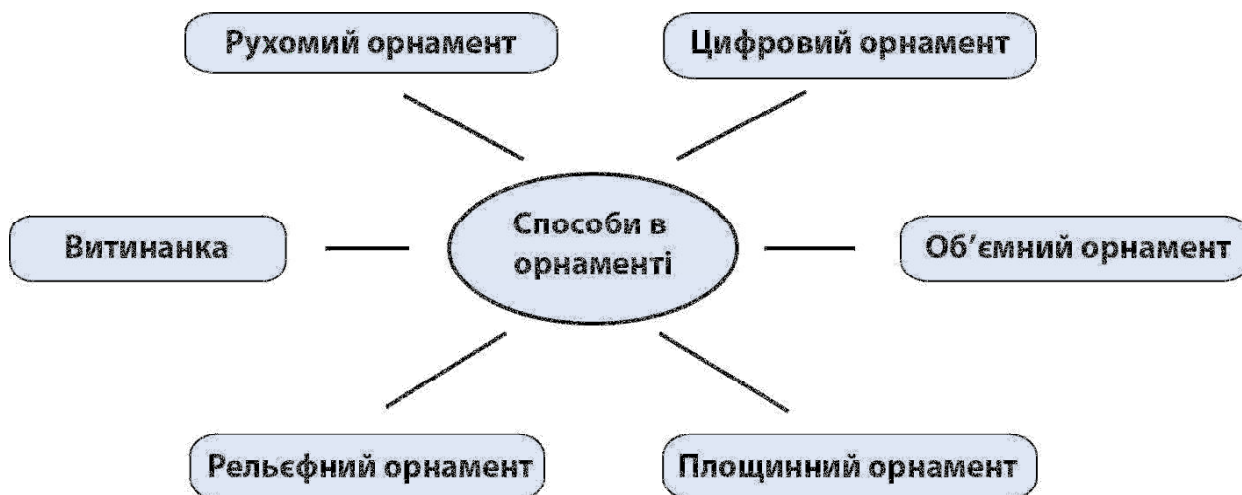 Рухомий орнамент
Цифровий орнамент
Витинанка
Способи в
орнаменті
Об’ємний орнамент
Рельєфний орнамент
Площинний орнамент